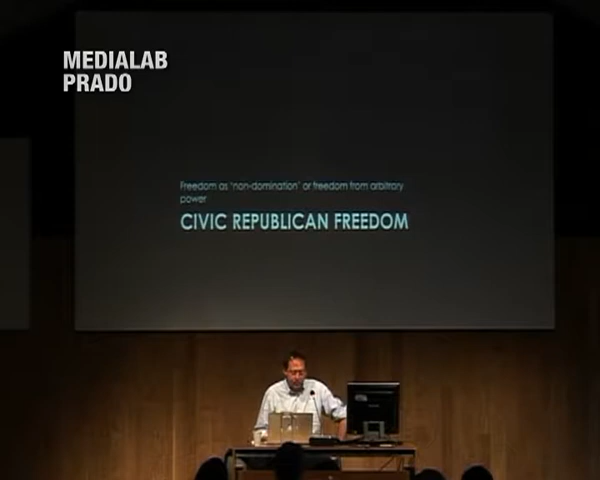 MEDIALAB
PRADO
Freedom as "non-domination" or freedom from arbitrary
power
CIVIC REPUBLICAN FREEDOM